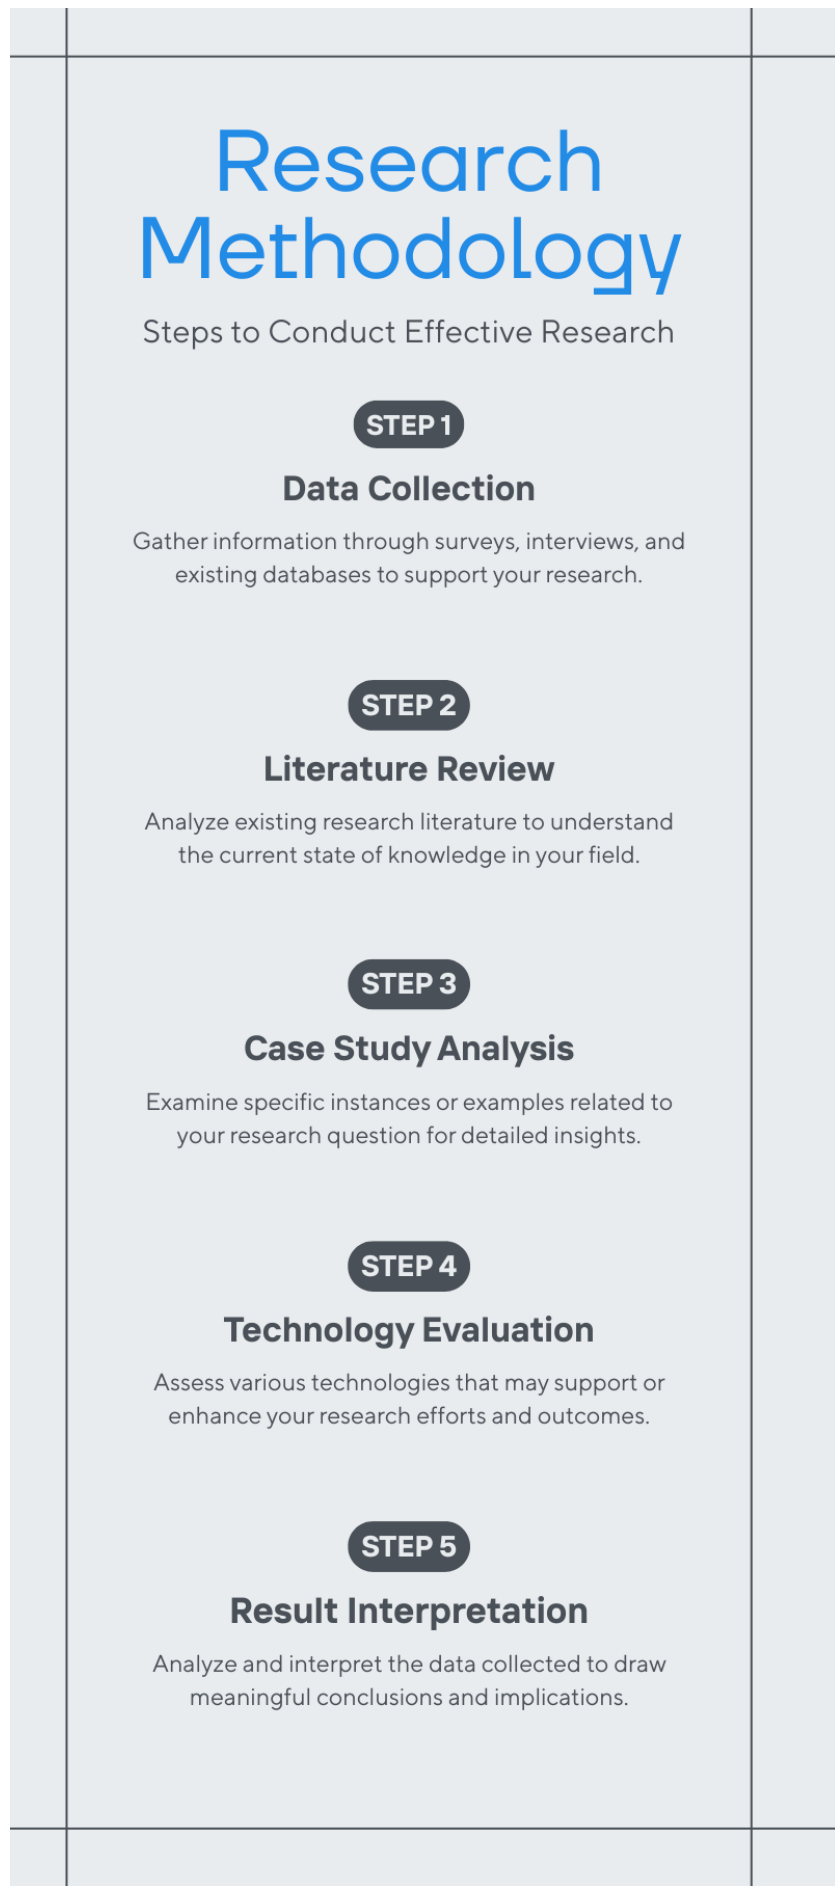 Research
Methodology
Steps to Conduct Effective Research
STEP 1
Data Collection
Gather information through surveys, interviews, and
existing databases to support your research.
STEP 2
Literature Review
Analyze existing research literature to understand
the current state of knowledge in your field.
STEP 3
Case Study Analysis
Examine specific instances or examples related to
your research question for detailed insights.
STEP 4
Technology Evaluation
Assess various technologies that may support or
enhance your research efforts and outcomes.
STEP 5
Result Interpretation
Analyze and interpret the data collected to draw
meaningful conclusions and implications.